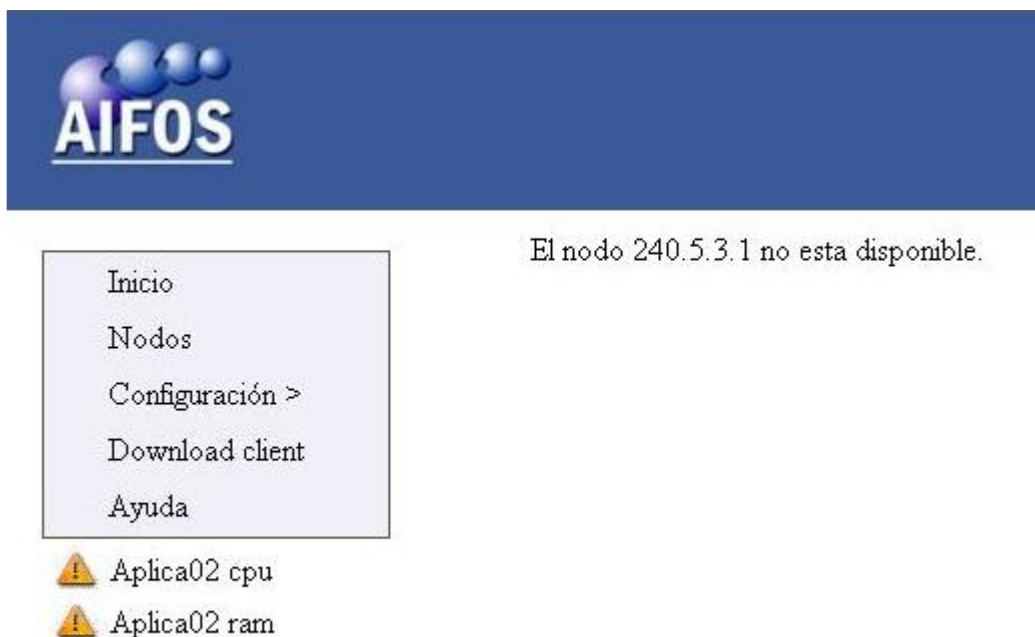 AIFOS
El nodo 240.5.3.1 no esta disponible.
Inicio
Nodos
Configuración >
Download client
Ayuda
Aplica02 cpu
Aplica02 ram